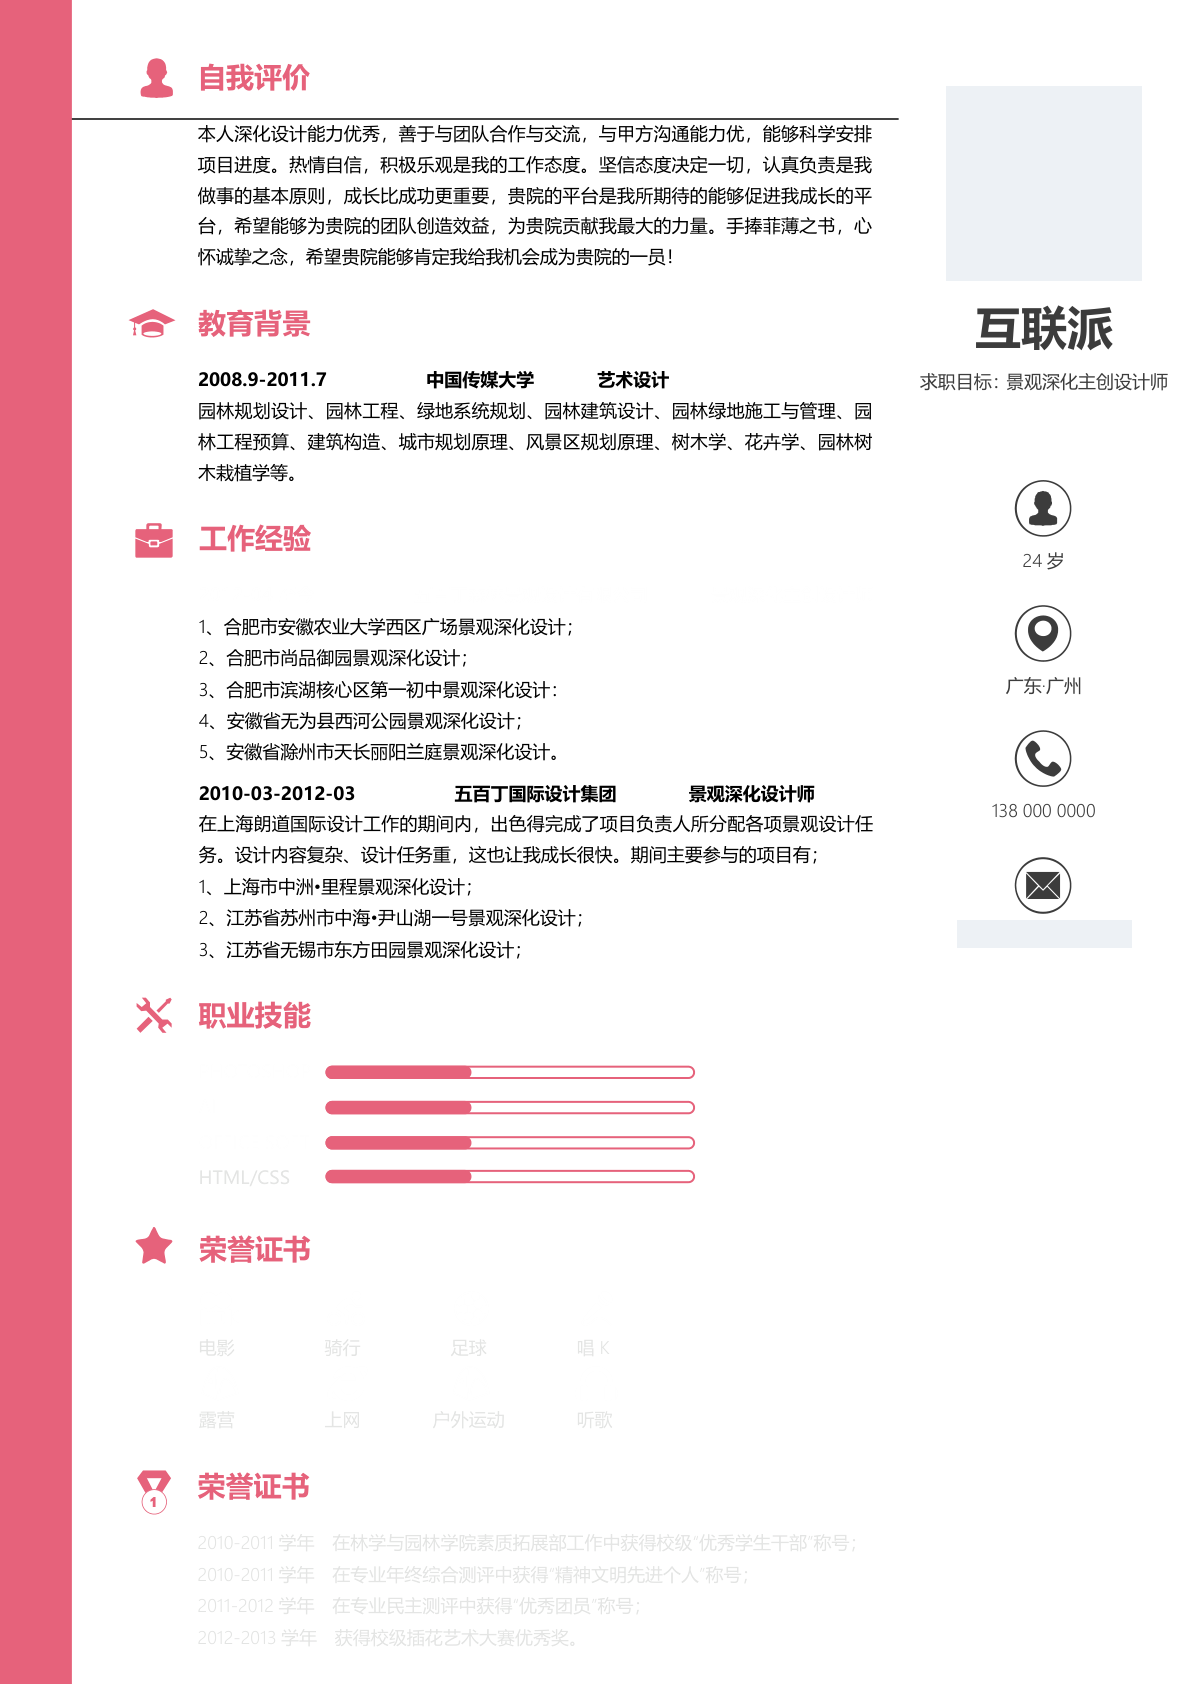 自我评价
本人深化设计能力优秀，善于与团队合作与交流，与甲方沟通能力优，能够科学安排
项目进度。热情自信，积极乐观是我的工作态度。坚信态度决定一切，认真负责是我
做事的基本原则，成长比成功更重要，贵院的平台是我所期待的能够促进我成长的平
台，希望能够为贵院的团队创造效益，为贵院贡献我最大的力量。手捧菲薄之书，心
怀诚挚之念，希望贵院能够肯定我给我机会成为贵院的一员！
教育背景
2008.9-2011.7 中国传媒大学 艺术设计
园林规划设计、园林工程、绿地系统规划、园林建筑设计、园林绿地施工与管理、园
林工程预算、建筑构造、城市规划原理、风景区规划原理、树木学、花卉学、园林树
木栽植学等。
工作经验
1、合肥市安徽农业大学西区广场景观深化设计；
2、合肥市尚品御园景观深化设计；
3、合肥市滨湖核心区第一初中景观深化设计：
4、安徽省无为县西河公园景观深化设计；
5、安徽省滁州市天长丽阳兰庭景观深化设计。
2010-03-2012-03 五百丁国际设计集团 景观深化设计师
在上海朗道国际设计工作的期间内，出色得完成了项目负责人所分配各项景观设计任
务。设计内容复杂、设计任务重，这也让我成长很快。期间主要参与的项目有；
1、上海市中洲•里程景观深化设计；
2、江苏省苏州市中海•尹山湖一号景观深化设计；
3、江苏省无锡市东方田园景观深化设计；
职业技能
HTML/CSS
荣誉证书
电影 骑行 足球 唱 K
露营 上网 户外运动 听歌
1
荣誉证书
2010-2011 学年 在林学与园林学院素质拓展部工作中获得校级“优秀学生干部”称号；
2010-2011 学年 在专业年终综合测评中获得“精神文明先进个人”称号；
2011-2012 学年 在专业民主测评中获得“优秀团员”称号；
2012-2013 学年 获得校级插花艺术大赛优秀奖。
互联派
求职目标：景观深化主创设计师
24 岁
广东·广州
138 000 0000